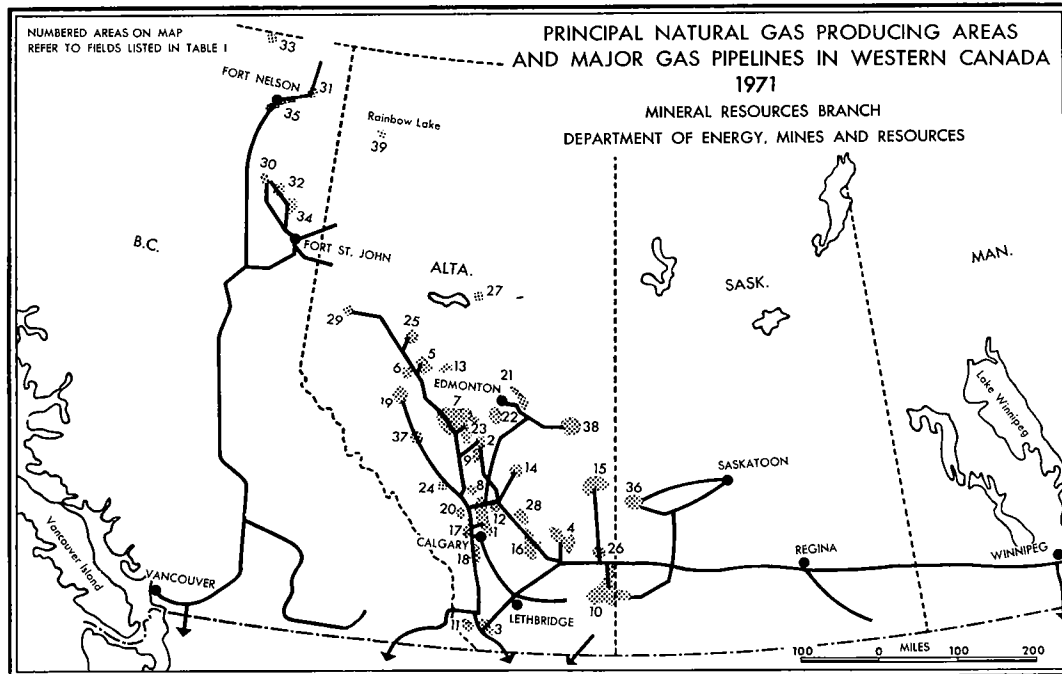 NUMBERED AREAS ON MAP
REFER TO FIELDS LISTED IN TABLE I
PRINCIPAL NATURAL GAS PRODUCING AREAS
AND MAJOR GAS PIPELINES IN WESTERN CANADA
1971
MINERAL RESOURCES BRANCH
DEPARTMENT OF ENERGY, MINES AND RESOURCES
33
FORT NELSON
31
35
Rainbow Lake
39
30
32
34
FORT ST. JOHN
B.C.
ALTA.
SASK.
MAN.
27
29
25
5
6
13
EDMONTON
21
19
7
22
23
38
37
2
9
14
15
SASKATOON
24
8
36
20
12
28
17
1
4
CALGARY
16
26
18
REGINA
WINNIPEG
Lake Winnipeg
Vancouver Island
VANCOUVER
10
LETHBRIDGE
11
3
MILES
100 0 100 200